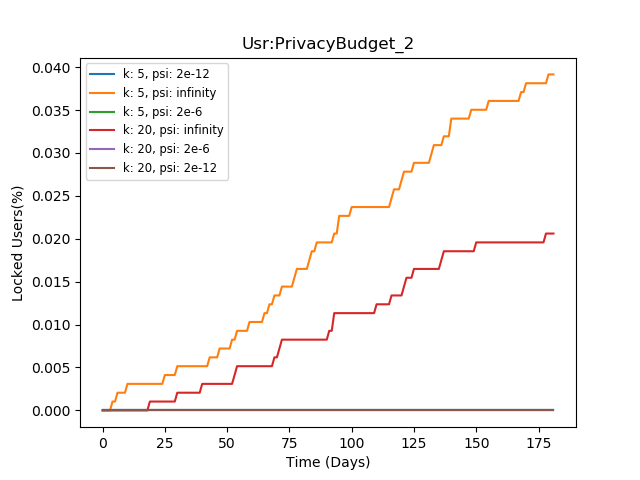 Usr:PrivacyBudget_2
k: 5, psi: 2e-12
k: 5, psi: infinity
k: 5, psi: 2e-6
k: 20, psi: infinity
k: 20, psi: 2e-6
k: 20, psi: 2e-12
Locked Users(%)
0.040
0.035
0.030
0.025
0.020
0.015
0.010
0.005
0.000
0 25 50 75 100 125 150 175
Time (Days)